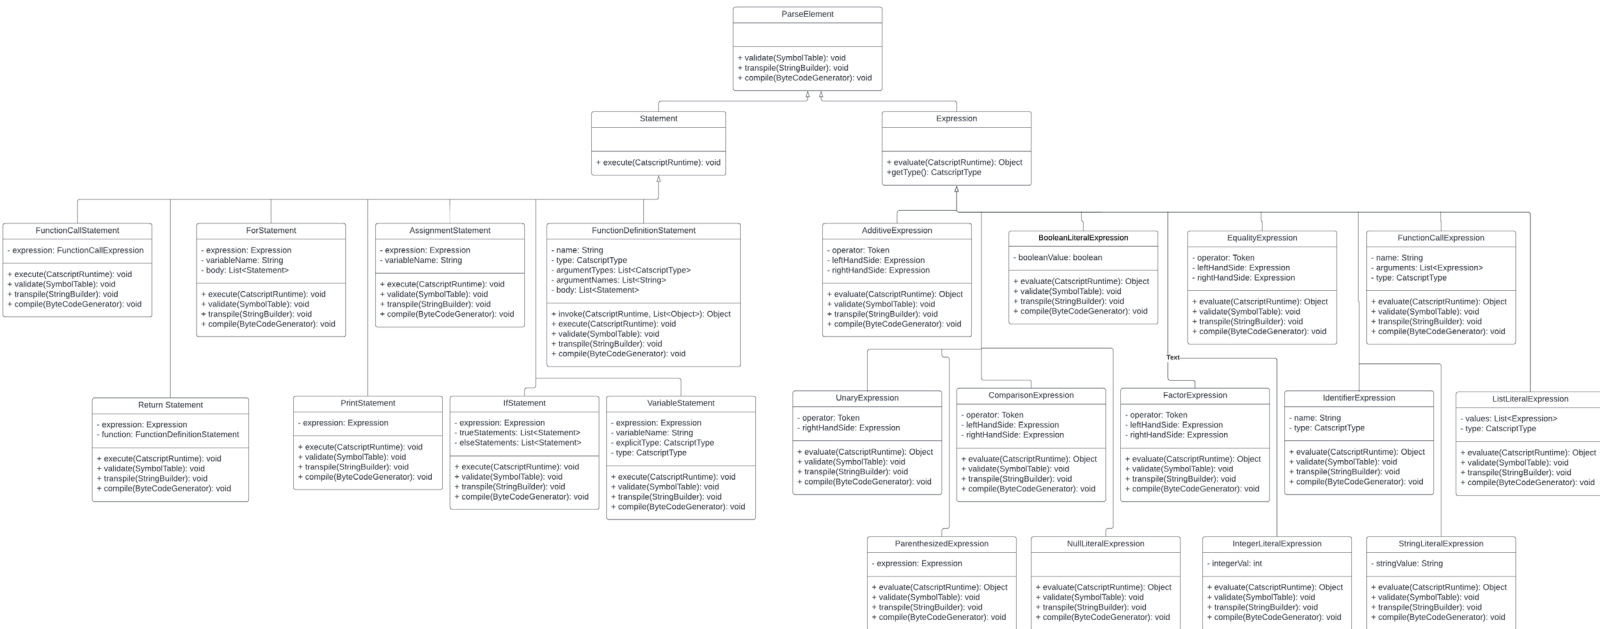 ParseElement
+ validate(SymbolTable): void
+ transpile(StringBuilder): void
+ compile(ByteCodeGenerator): void
Statement
+ execute(CatscriptRuntime): void
Expression
+ evaluate(CatscriptRuntime): Object
+getType(): CatscriptType
FunctionCallStatement
- expression: FunctionCallExpression
+ execute(CatscriptRuntime): void
+ validate(SymbolTable): void
+ transpile(StringBuilder): void
+ compile(ByteCodeGenerator): void
ForStatement
- expression: Expression
- variableName: String
- body: List<Statement>
+ execute(CatscriptRuntime): void
+ validate(SymbolTable): void
+ transpile(StringBuilder): void
+ compile(ByteCodeGenerator): void
AssignmentStatement
- expression: Expression
- variableName: String
+ execute(CatscriptRuntime): void
+ validate(SymbolTable): void
+ transpile(StringBuilder): void
+ compile(ByteCodeGenerator): void
FunctionDefinitionStatement
- name: String
- type: CatscriptType
- argumentTypes: List<CatscriptType>
- argumentNames: List<String>
- body: List<Statement>
+ invoke(CatscriptRuntime, List<Object>): Object
+ execute(CatscriptRuntime): void
+ validate(SymbolTable): void
+ transpile(StringBuilder): void
+ compile(ByteCodeGenerator): void
AdditiveExpression
- operator: Token
- leftHandSide: Expression
- rightHandSide: Expression
+ evaluate(CatscriptRuntime): Object
+ validate(SymbolTable): void
+ transpile(StringBuilder): void
+ compile(ByteCodeGenerator): void
BooleanLiteralExpression
- booleanValue: boolean
+ evaluate(CatscriptRuntime): Object
+ validate(SymbolTable): void
+ transpile(StringBuilder): void
+ compile(ByteCodeGenerator): void
EqualityExpression
- operator: Token
- leftHandSide: Expression
- rightHandSide: Expression
+ evaluate(CatscriptRuntime): Object
+ validate(SymbolTable): void
+ transpile(StringBuilder): void
+ compile(ByteCodeGenerator): void
FunctionCallExpression
- name: String
- arguments: List<Expression>
- type: CatscriptType
+ evaluate(CatscriptRuntime): Object
+ validate(SymbolTable): void
+ transpile(StringBuilder): void
+ compile(ByteCodeGenerator): void
Text
Return Statement
- expression: Expression
- function: FunctionDefinitionStatement
+ execute(CatscriptRuntime): void
+ validate(SymbolTable): void
+ transpile(StringBuilder): void
+ compile(ByteCodeGenerator): void
PrintStatement
- expression: Expression
+ execute(CatscriptRuntime): void
+ validate(SymbolTable): void
+ transpile(StringBuilder): void
+ compile(ByteCodeGenerator): void
IfStatement
- expression: Expression
- trueStatements: List<Statement>
- elseStatements: List<Statement>
+ execute(CatscriptRuntime): void
+ validate(SymbolTable): void
+ transpile(StringBuilder): void
+ compile(ByteCodeGenerator): void
VariableStatement
- expression: Expression
- variableName: String
- explicitType: CatscriptType
- type: CatscriptType
+ execute(CatscriptRuntime): void
+ validate(SymbolTable): void
+ transpile(StringBuilder): void
+ compile(ByteCodeGenerator): void
UnaryExpression
- operator: Token
- rightHandSide: Expression
+ evaluate(CatscriptRuntime): Object
+ validate(SymbolTable): void
+ transpile(StringBuilder): void
+ compile(ByteCodeGenerator): void
ComparisonExpression
- operator: Token
- leftHandSide: Expression
- rightHandSide: Expression
+ evaluate(CatscriptRuntime): Object
+ validate(SymbolTable): void
+ transpile(StringBuilder): void
+ compile(ByteCodeGenerator): void
FactorExpression
- operator: Token
- leftHandSide: Expression
- rightHandSide: Expression
+ evaluate(CatscriptRuntime): Object
+ validate(SymbolTable): void
+ transpile(StringBuilder): void
+ compile(ByteCodeGenerator): void
IdentifierExpression
- name: String
- type: CatscriptType
+ evaluate(CatscriptRuntime): Object
+ validate(SymbolTable): void
+ transpile(StringBuilder): void
+ compile(ByteCodeGenerator): void
ListLiteralExpression
- values: List<Expression>
- type: CatscriptType
+ evaluate(CatscriptRuntime): Object
+ validate(SymbolTable): void
+ transpile(StringBuilder): void
+ compile(ByteCodeGenerator): void
ParenthesizedExpression
- expression: Expression
+ evaluate(CatscriptRuntime): Object
+ validate(SymbolTable): void
+ transpile(StringBuilder): void
+ compile(ByteCodeGenerator): void
NullLiteralExpression
+ evaluate(CatscriptRuntime): Object
+ validate(SymbolTable): void
+ transpile(StringBuilder): void
+ compile(ByteCodeGenerator): void
IntegerLiteralExpression
- integerVal: int
+ evaluate(CatscriptRuntime): Object
+ validate(SymbolTable): void
+ transpile(StringBuilder): void
+ compile(ByteCodeGenerator): void
StringLiteralExpression
- stringValue: String
+ evaluate(CatscriptRuntime): Object
+ validate(SymbolTable): void
+ transpile(StringBuilder): void
+ compile(ByteCodeGenerator): void